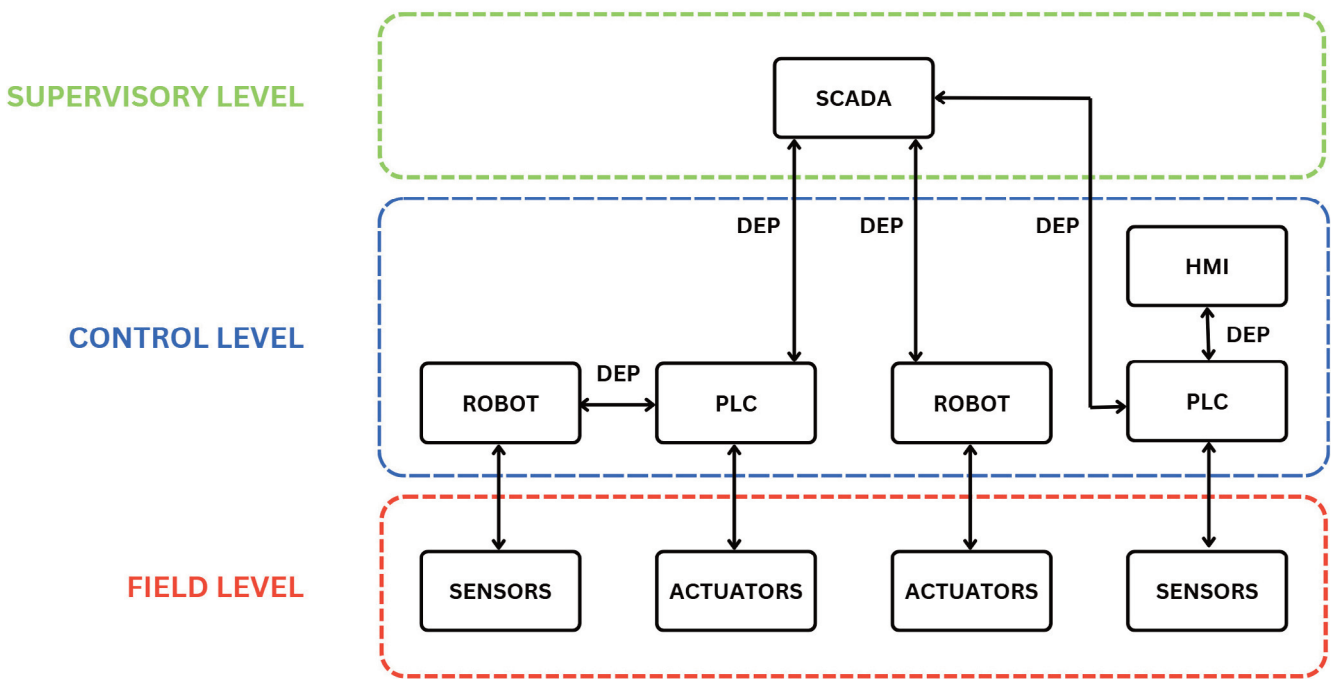 SUPERVISORY LEVEL
SCADA
DEP
DEP
DEP
HMI
CONTROL LEVEL
DEP
DEP
ROBOT
PLC
ROBOT
PLC
FIELD LEVEL
SENSORS
ACTUATORS
ACTUATORS
SENSORS